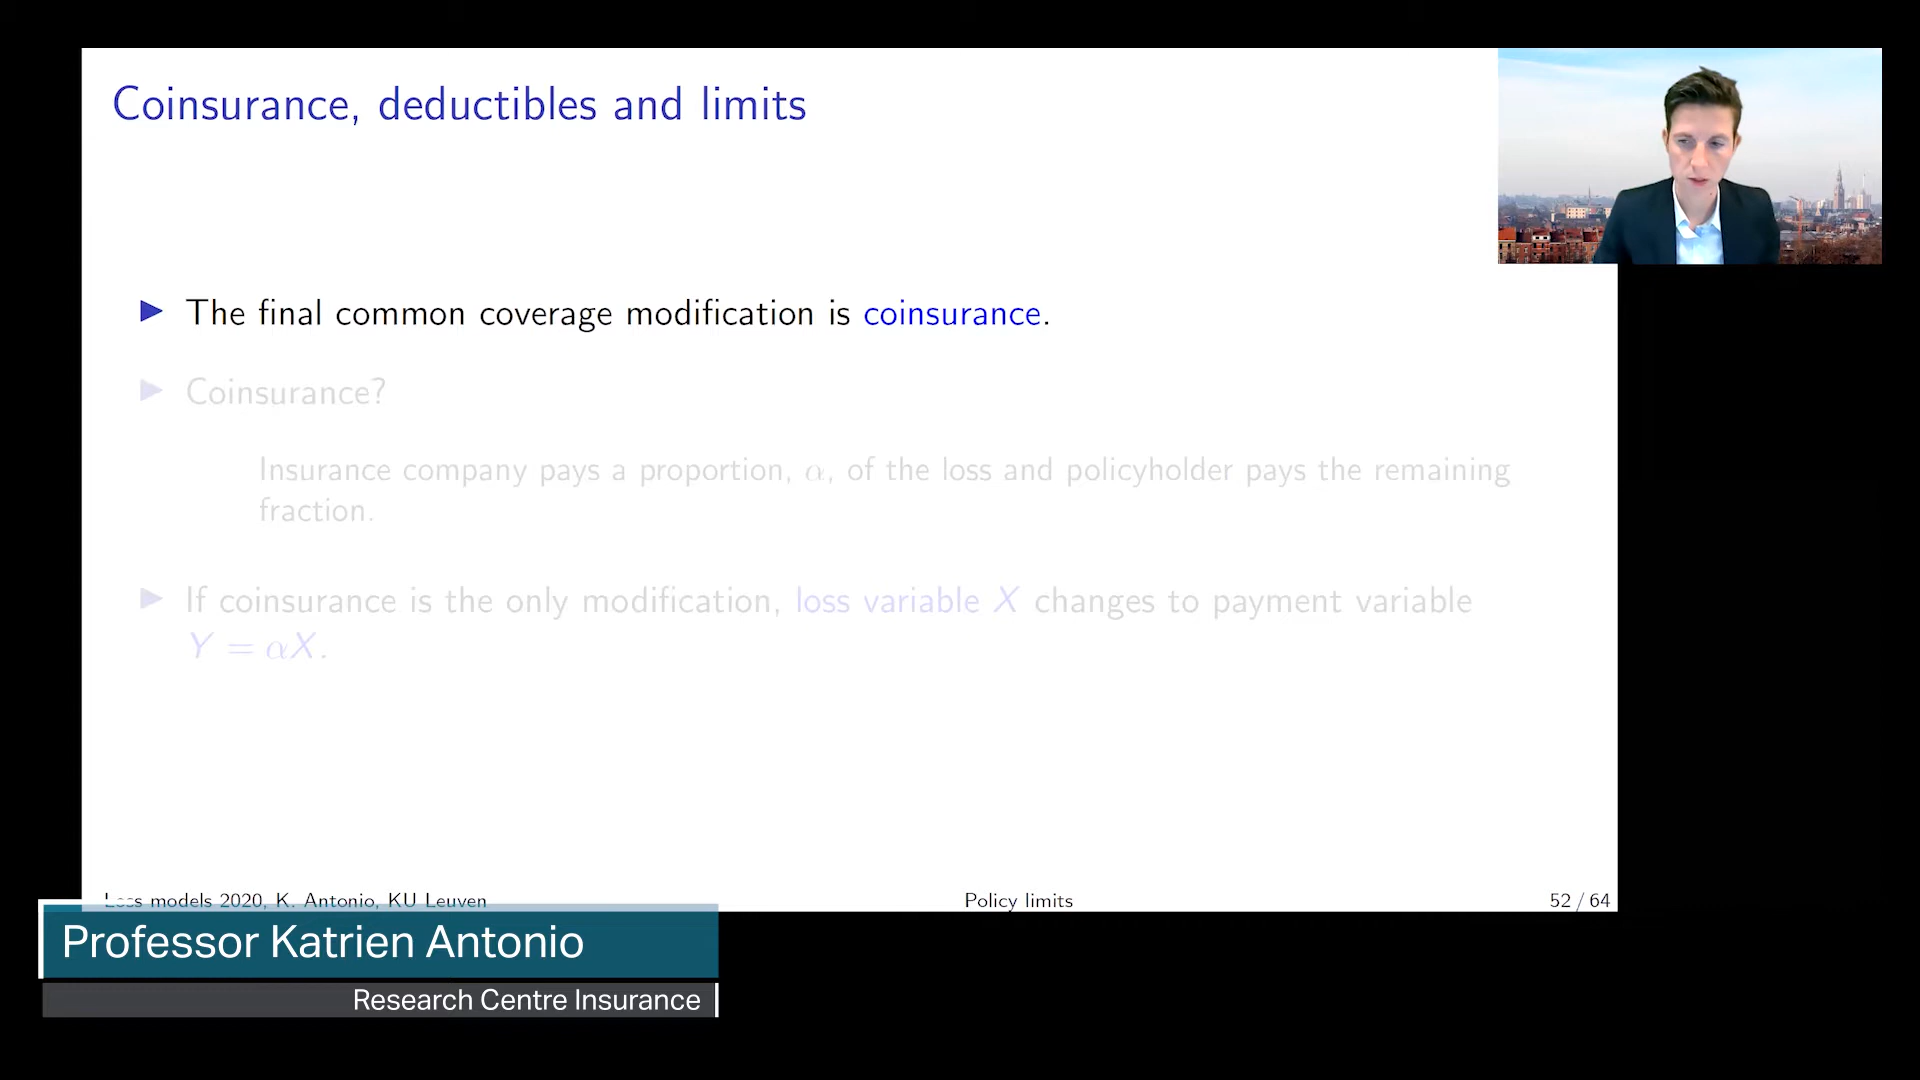 Coinsurance, deductibles and limits
The final common coverage modification is coinsurance.
Coinsurance?
Insurance company pays a proportion, α, of the loss and policyholder pays the remaining
fraction.
If coinsurance is the only modification, loss variable X changes to payment variable
Y = αX.
Loss models 2020, K. Antonio, KU Leuven
Policy limits
52 / 64
Professor Katrien Antonio
Research Centre Insurance